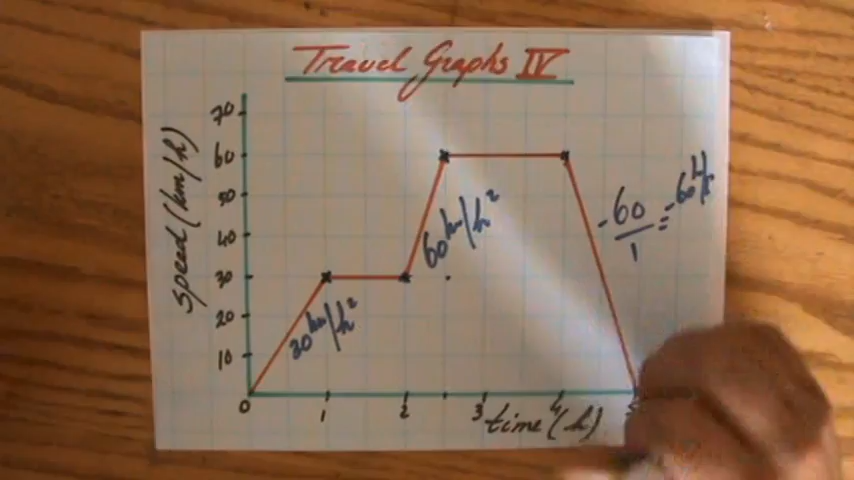 Travel Graphs IV
speed (km/h)
70
60
50
40
30
20
10
0
1
2
3
4
time (h)
30 km/h²
60 km/h²
-60/1 = -60